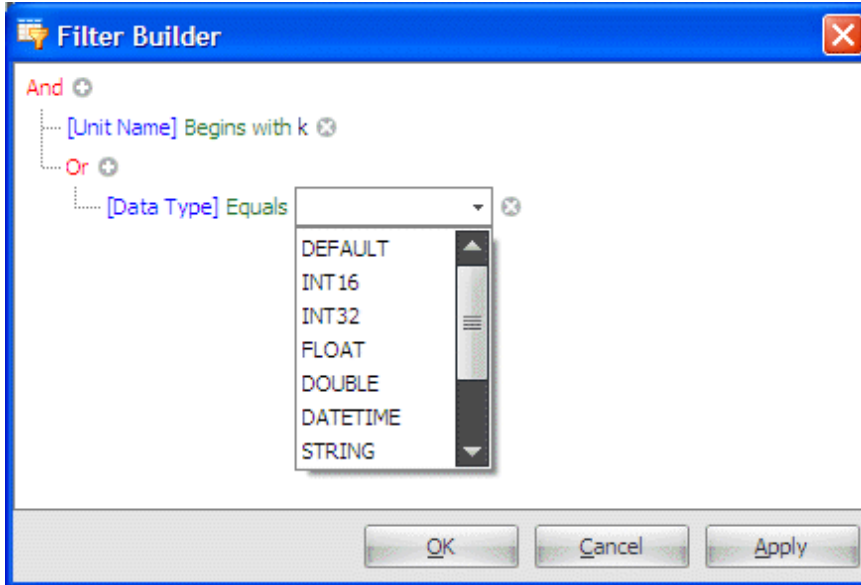 Filter Builder
And
[Unit Name] Begins with k
Or
[Data Type] Equals
DEFAULT
INT16
INT32
FLOAT
DOUBLE
DATETIME
STRING
OK Cancel Apply